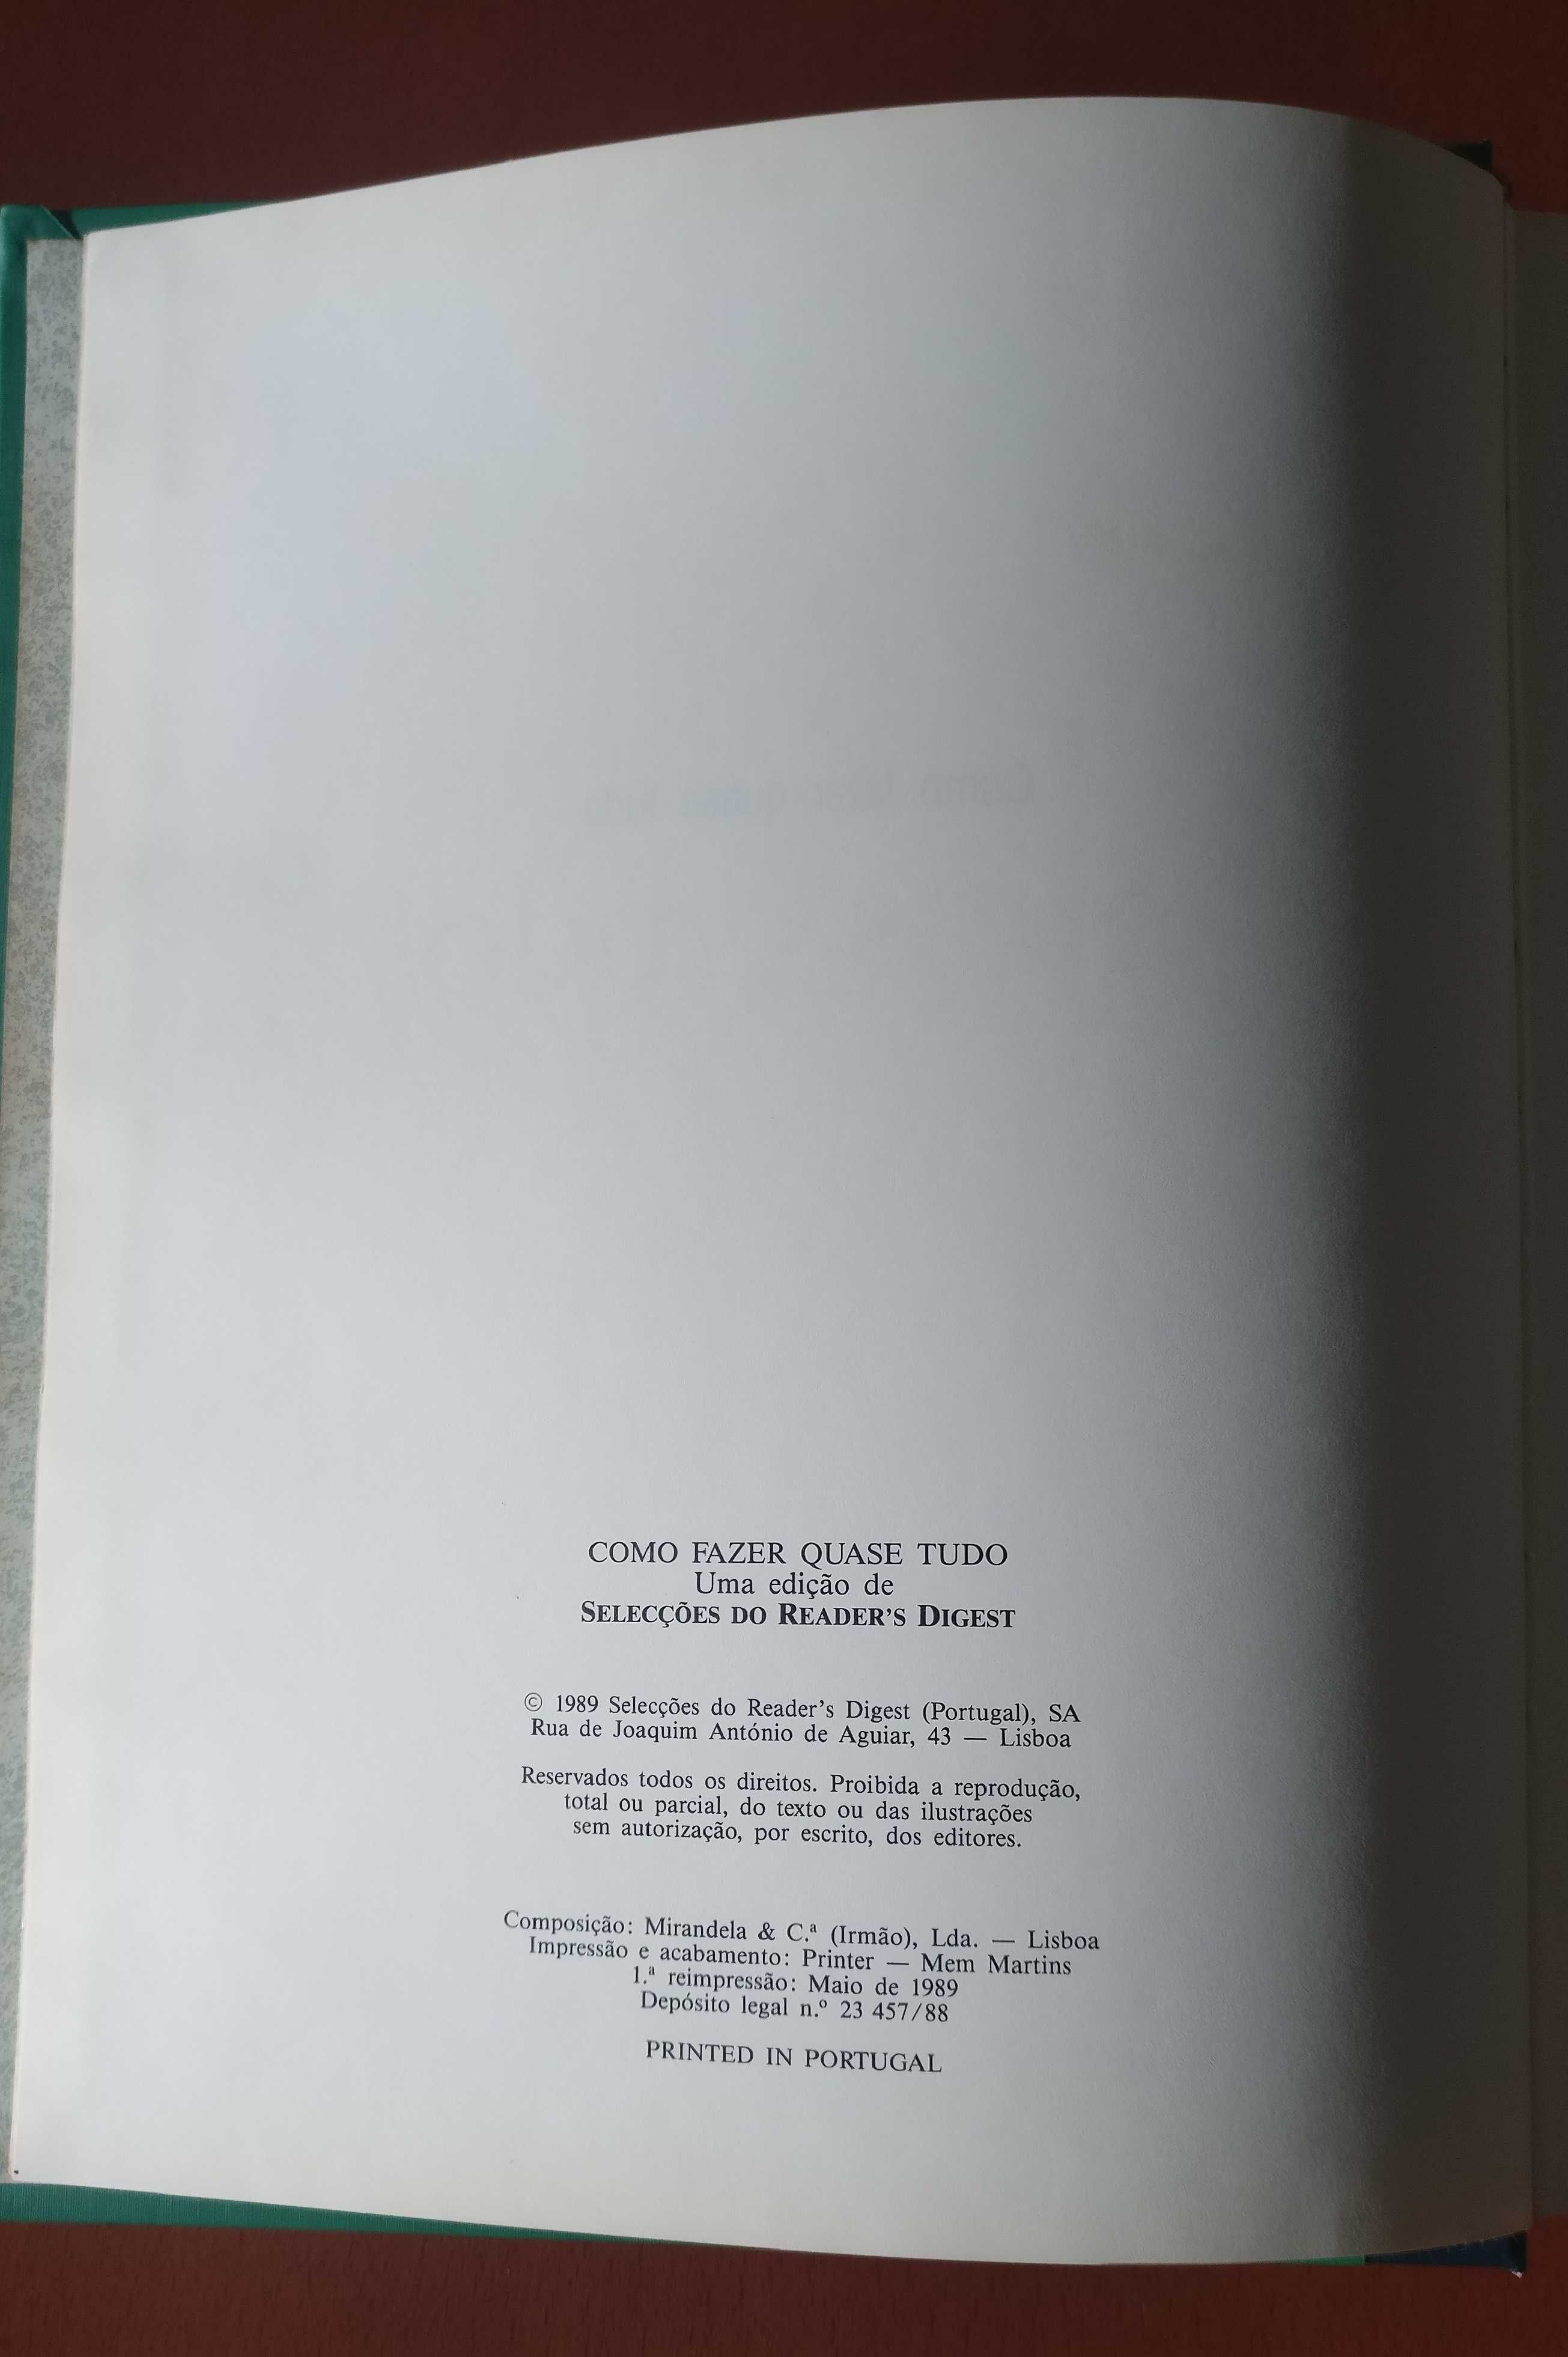 COMO FAZER QUASE TUDO
Uma edição de
SELECÇÕES DO READER'S DIGEST
© 1989 Selecções do Reader's Digest (Portugal), SA
Rua de Joaquim António de Aguiar, 43 — Lisboa
Reservados todos os direitos. Proibida a reprodução,
total ou parcial, do texto ou das ilustrações
sem autorização, por escrito, dos editores.
Composição: Mirandela & C.ª (Irmão), Lda. — Lisboa
Impressão e acabamento: Printer — Mem Martins
1.ª reimpressão: Maio de 1989
Depósito legal n.º 23 457/88
PRINTED IN PORTUGAL